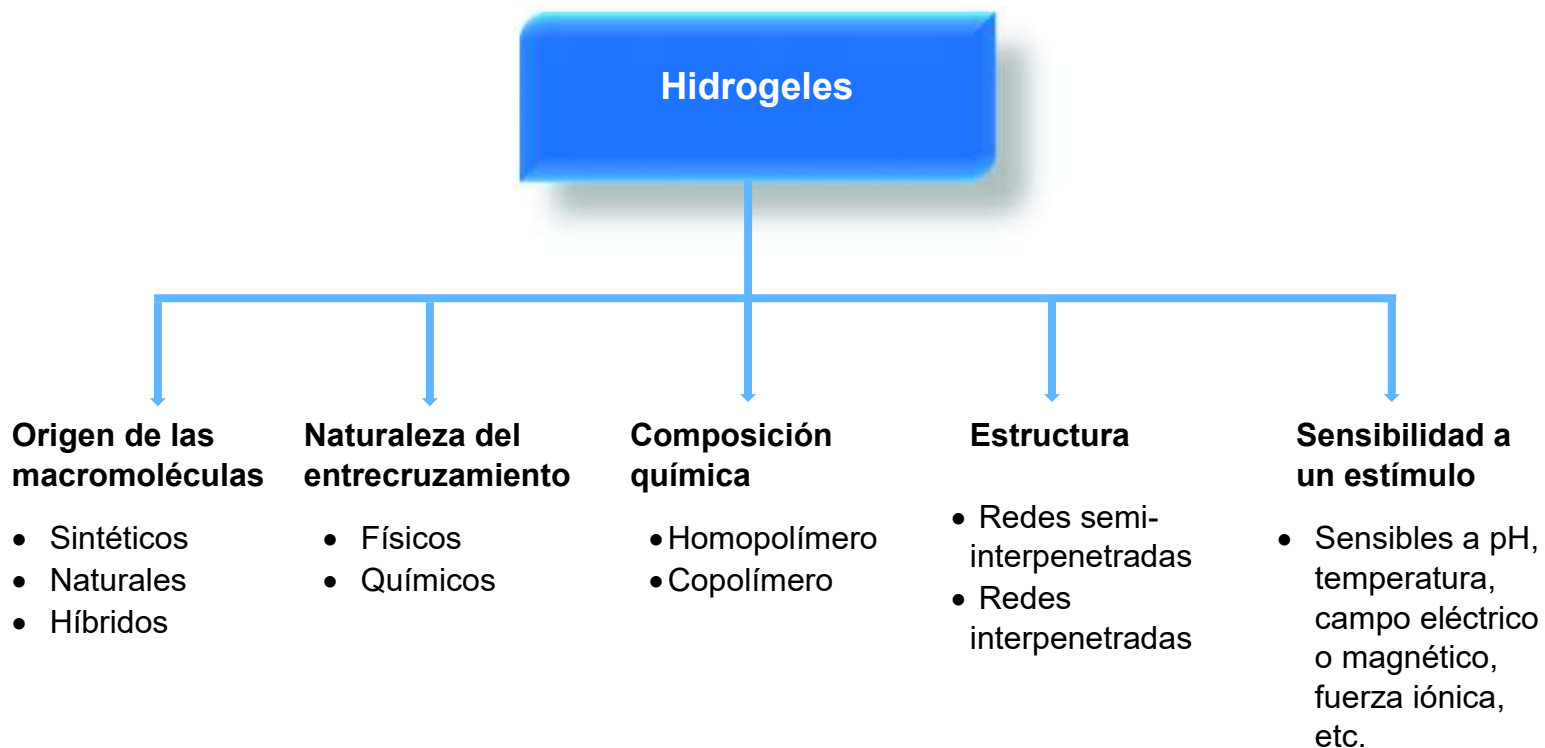 Hidrogeles
Origen de las
macromoléculas
• Sintéticos
• Naturales
• Híbridos
Naturaleza del
entrecruzamiento
• Físicos
• Químicos
Composición
química
• Homopolímero
• Copolímero
Estructura
• Redes semi-
interpenetradas
• Redes
interpenetradas
Sensibilidad a
un estímulo
• Sensibles a pH,
temperatura,
campo eléctrico
o magnético,
fuerza iónica,
etc.